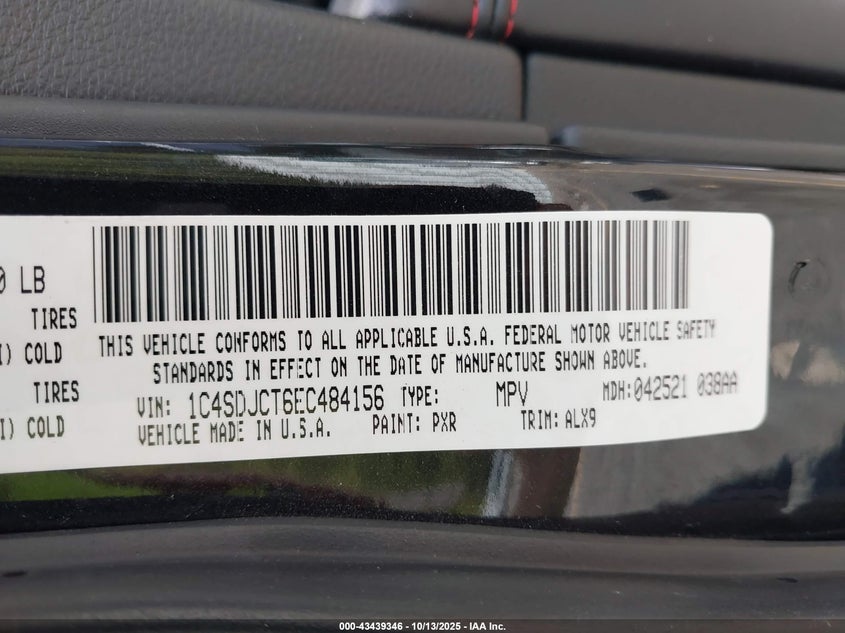 0 LB
TIRES
I) COLD
TIRES
I) COLD
THIS VEHICLE CONFORMS TO ALL APPLICABLE U.S.A. FEDERAL MOTOR VEHICLE SAFETY
STANDARDS IN EFFECT ON THE DATE OF MANUFACTURE SHOWN ABOVE.
VIN: 1C4SDJCT6EC484156 TYPE: MPV MDH: 042521 038AA
VEHICLE MADE IN U.S.A. PAINT: PXR TRIM: ALX9
000-43439346 - 10/13/2025 - IAA Inc.